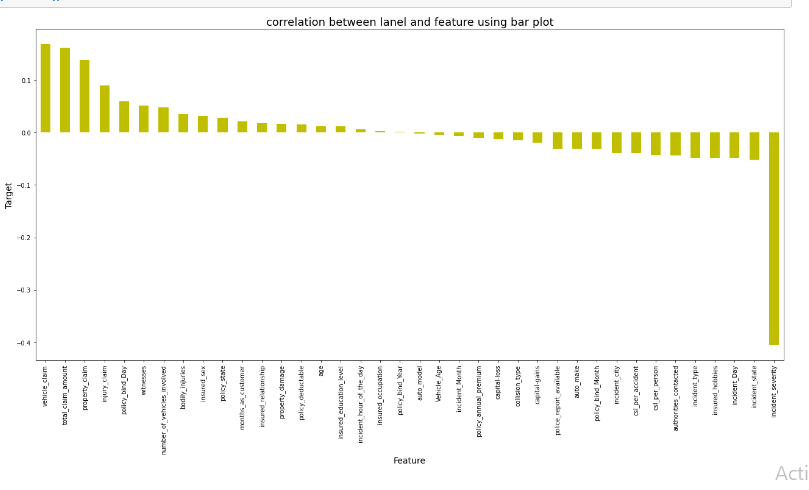 correlation between lanel and feature using bar plot
0.1
0.0
−0.1
−0.2
−0.3
−0.4
Target
vehicle_claim
total_claim_amount
property_claim
injury_claim
policy_bind_Day
witnesses
number_of_vehicles_involved
bodily_injuries
insured_sex
policy_state
months_as_customer
insured_relationship
property_damage
policy_deductable
age
insured_education_level
incident_hour_of_the_day
insured_occupation
policy_bind_Year
auto_model
Vehicle_Age
incident_Month
policy_annual_premium
capital-loss
collision_type
capital-gains
police_report_available
auto_make
policy_bind_Month
incident_city
csl_per_accident
csl_per_person
authorities_contacted
incident_type
insured_hobbies
incident_Day
incident_state
incident_severity
Feature
Acti